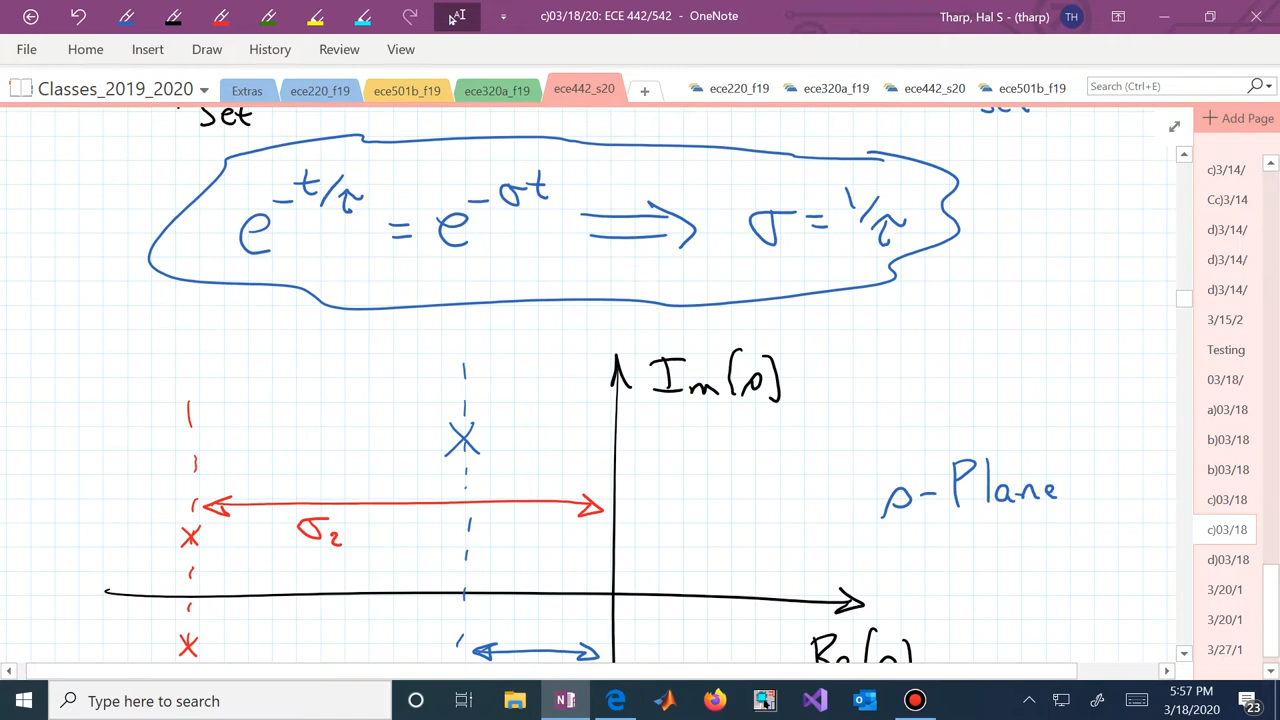 c)03/18/20: ECE 442/542 - OneNote
Tharp, Hal S - (tharp)
TH
File Home Insert Draw History Review View
Classes_2019_2020
Extras
ece220_f19
ece501b_f19
ece320a_f19
ece442_s20
ece220_f19
ece320a_f19
ece442_s20
ece501b_f19
Search (Ctrl+E)
Add Page
c)3/14/
Cc)3/14
d)3/14/
d)3/14/
d)3/14/
3/15/2
Testing
03/18/
a)03/18
b)03/18
b)03/18
c)03/18
c)03/18
d)03/18
3/20/1
3/20/1
3/27/1
Set
e^{-t/τ} = e^{-σt} ⟹ σ = 1/τ
Im[s]
s-Plane
σ₂
Re[s]
Type here to search
5:57 PM
3/18/2020
23